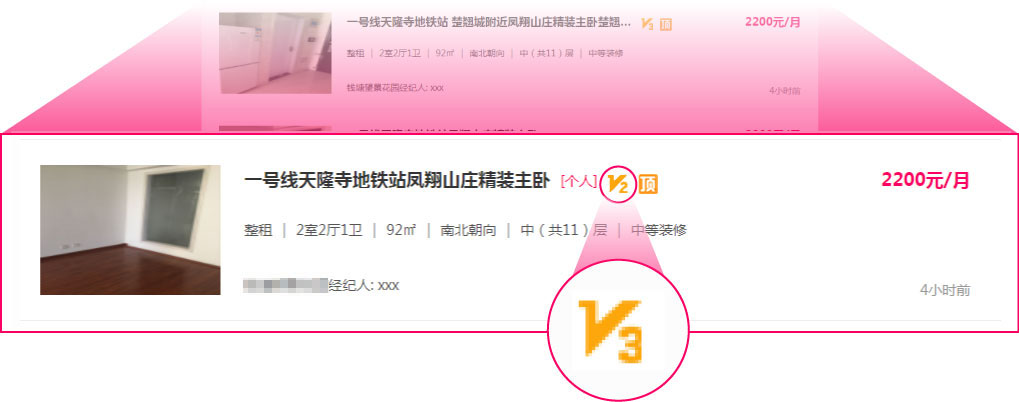 一号线天隆寺地铁站 楚翘城附近凤翔山庄精装主卧楚翘... V2 顶 2200元/月
整租 | 2室2厅1卫 | 92㎡ | 南北朝向 | 中（共11）层 | 中等装修
钱塘望景花园经纪人: xxx 4小时前
一号线天隆寺地铁站凤翔山庄精装主卧 [个人] V2 顶 2200元/月
整租 | 2室2厅1卫 | 92㎡ | 南北朝向 | 中（共11）层 | 中等装修
经纪人: xxx 4小时前
V3